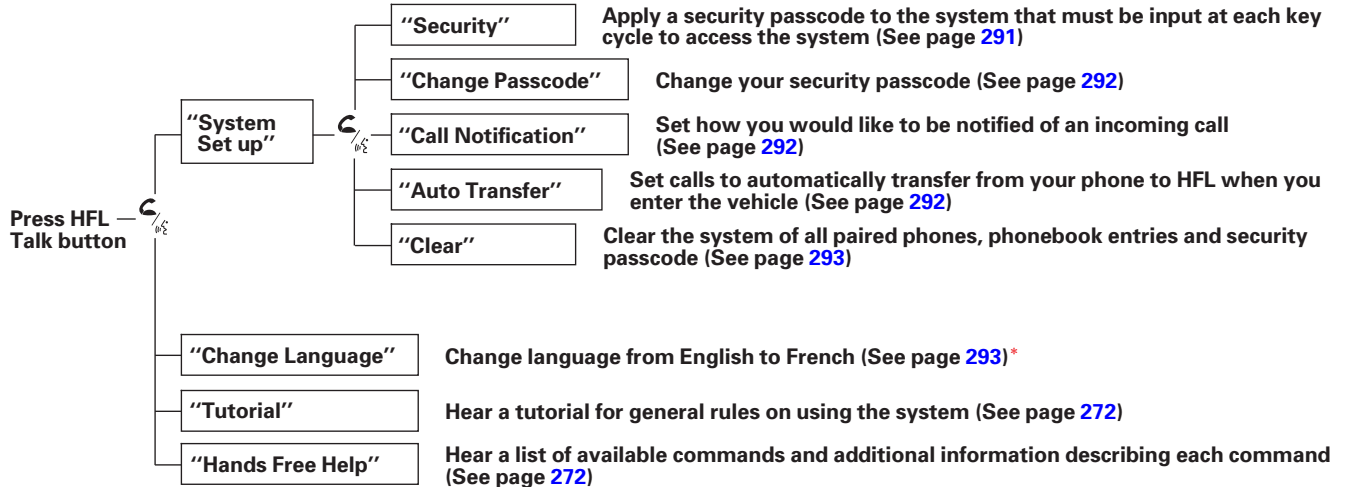 Press HFL
Talk button
"System
Set up"
"Security"
Apply a security passcode to the system that must be input at each key
cycle to access the system (See page 291)
"Change Passcode"
Change your security passcode (See page 292)
"Call Notification"
Set how you would like to be notified of an incoming call
(See page 292)
"Auto Transfer"
Set calls to automatically transfer from your phone to HFL when you
enter the vehicle (See page 292)
"Clear"
Clear the system of all paired phones, phonebook entries and security
passcode (See page 293)
"Change Language"
Change language from English to French (See page 293)*
"Tutorial"
Hear a tutorial for general rules on using the system (See page 272)
"Hands Free Help"
Hear a list of available commands and additional information describing each command
(See page 272)